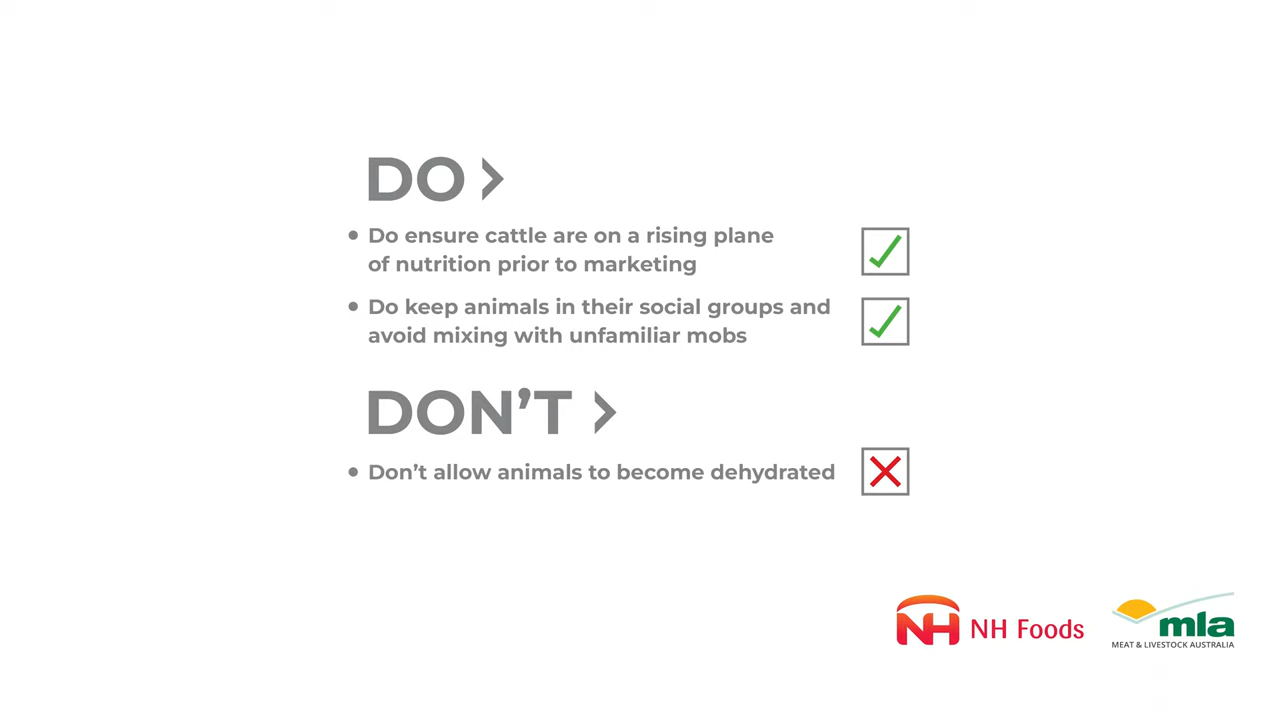 DO >
• Do ensure cattle are on a rising plane
of nutrition prior to marketing
• Do keep animals in their social groups and
avoid mixing with unfamiliar mobs
DON’T >
• Don’t allow animals to become dehydrated
NH NH Foods
mla
MEAT & LIVESTOCK AUSTRALIA